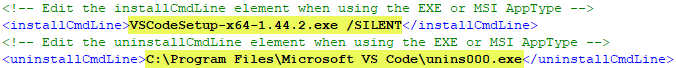 <!-- Edit the installCmdLine element when using the EXE or MSI AppType -->
<installCmdLine>VSCodeSetup-x64-1.44.2.exe /SILENT</installCmdLine>
<!-- Edit the uninstallCmdLine element when using the EXE or MSI AppType -->
<uninstallCmdLine>C:\Program Files\Microsoft VS Code\unins000.exe</uninstallCmdLine>